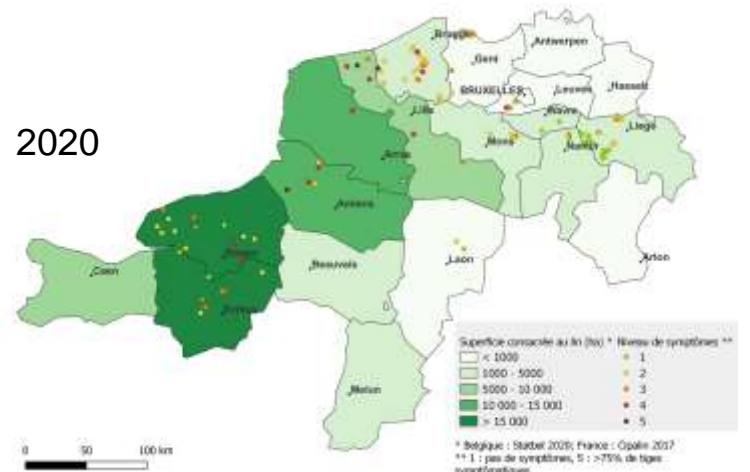 2020
Brugge
Antwerpen
Gent
BRUXELLES
Leuven
Hasselt
Lille
Wavre
Liège
Mons
Namur
Arras
Amiens
Rouen
Caen
Beauvais
Laon
Arlon
Evreux
Melun
Superficie consacrée au lin (ha) * Niveau de symptômes **
< 1000
1000 - 5000
5000 - 10 000
10 000 - 15 000
> 15 000
1
2
3
4
5
0 50 100 km
* Belgique : Statbel 2020; France : Cipalin 2017
** 1 : pas de symptômes, 5 : >75% de tiges
symptomatiques